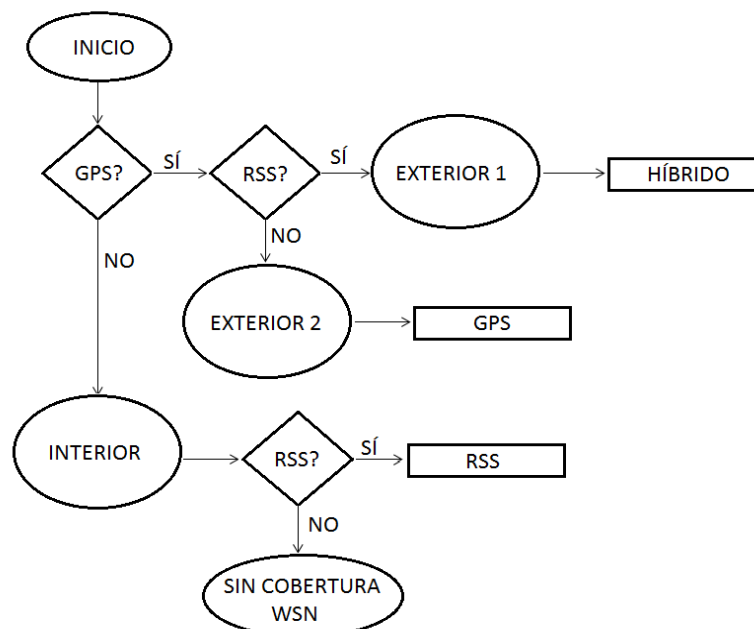 INICIO
GPS?
SÍ
RSS?
SÍ
EXTERIOR 1
HÍBRIDO
NO
NO
EXTERIOR 2
GPS
INTERIOR
RSS?
SÍ
RSS
NO
SIN COBERTURA
WSN